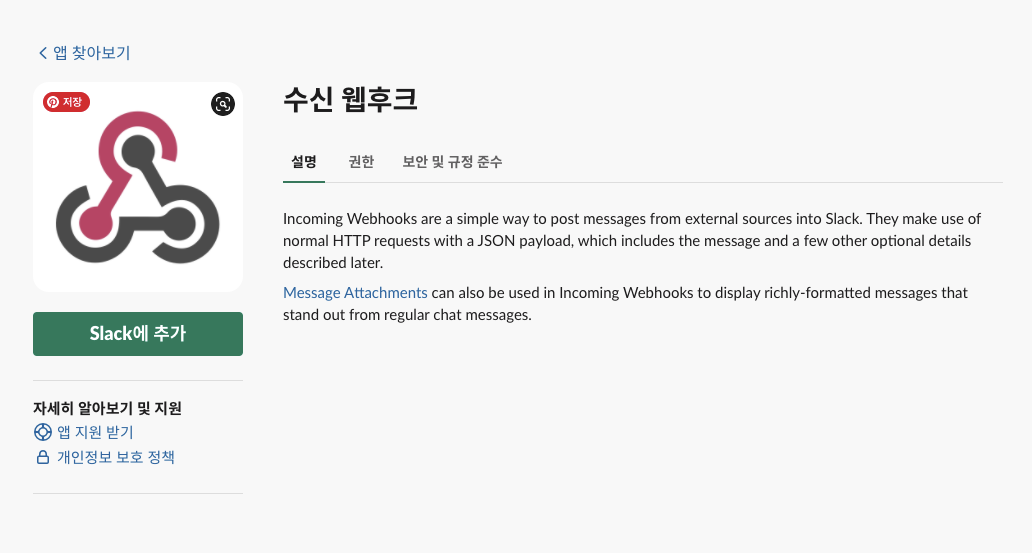 앱 찾아보기
저장
수신 웹후크
설명 권한 보안 및 규정 준수
Incoming Webhooks are a simple way to post messages from external sources into Slack. They make use of
normal HTTP requests with a JSON payload, which includes the message and a few other optional details
described later.
Message Attachments can also be used in Incoming Webhooks to display richly-formatted messages that
stand out from regular chat messages.
Slack에 추가
자세히 알아보기 및 지원
앱 지원 받기
개인정보 보호 정책